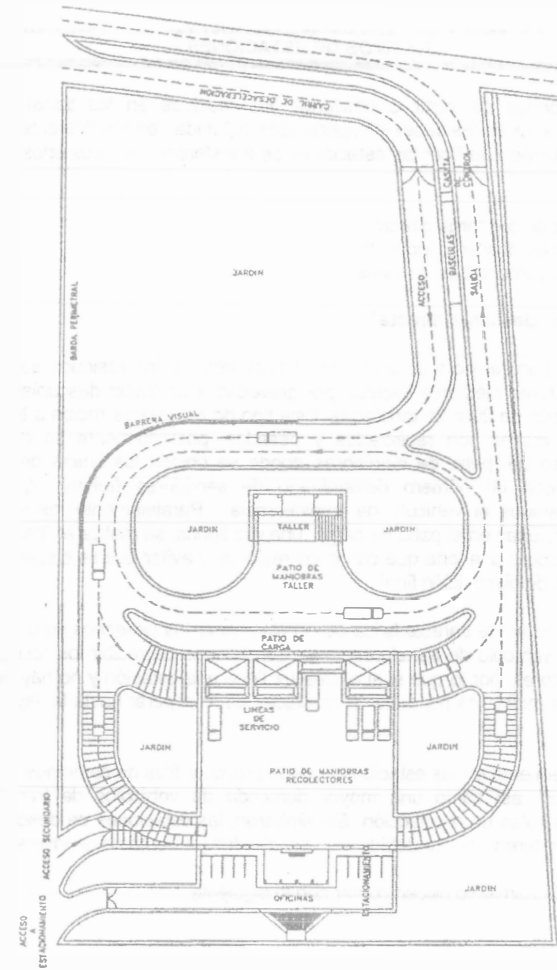 CARRIL DE DESACELERACION
CASETA
DE
CONTROL
BASCULAS
ACCESO
SALIDA
JARDIN
BARDA PERIMETRAL
BARRERA VISUAL
JARDIN
TALLER
JARDIN
PATIO DE
MANIOBRAS
TALLER
PATIO DE
CARGA
LINEAS
DE
SERVICIO
JARDIN
JARDIN
PATIO DE MANIOBRAS
RECOLECTORES
ACCESO SECUNDARIO
ACCESO
A
ESTACIONAMIENTO
OFICINAS
ESTACIONAMIENTO
JARDIN